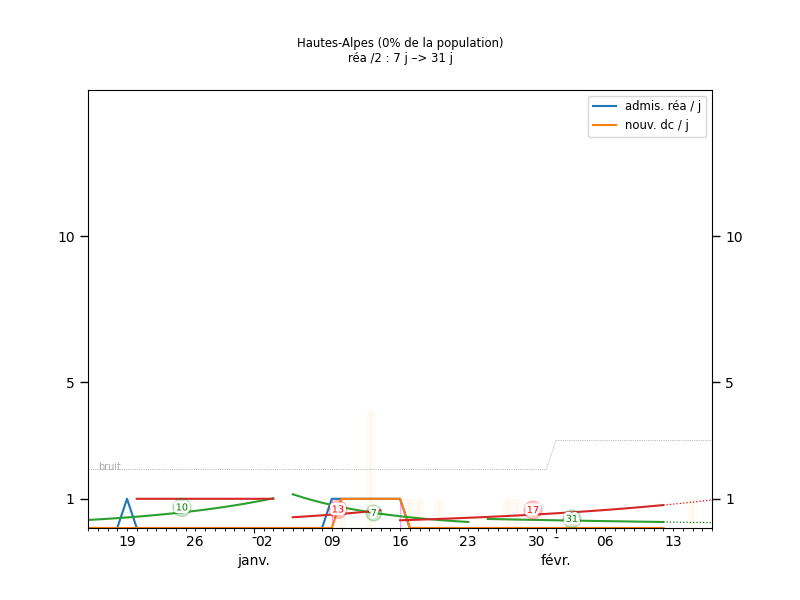 Hautes-Alpes (0% de la population)
réa /2 : 7 j –> 31 j
admis. réa / j
nouv. dc / j
10 10
5 5
bruit
1 1
10 13 7 17 31
19 26 02 09 16 23 30 06 13
janv. févr.